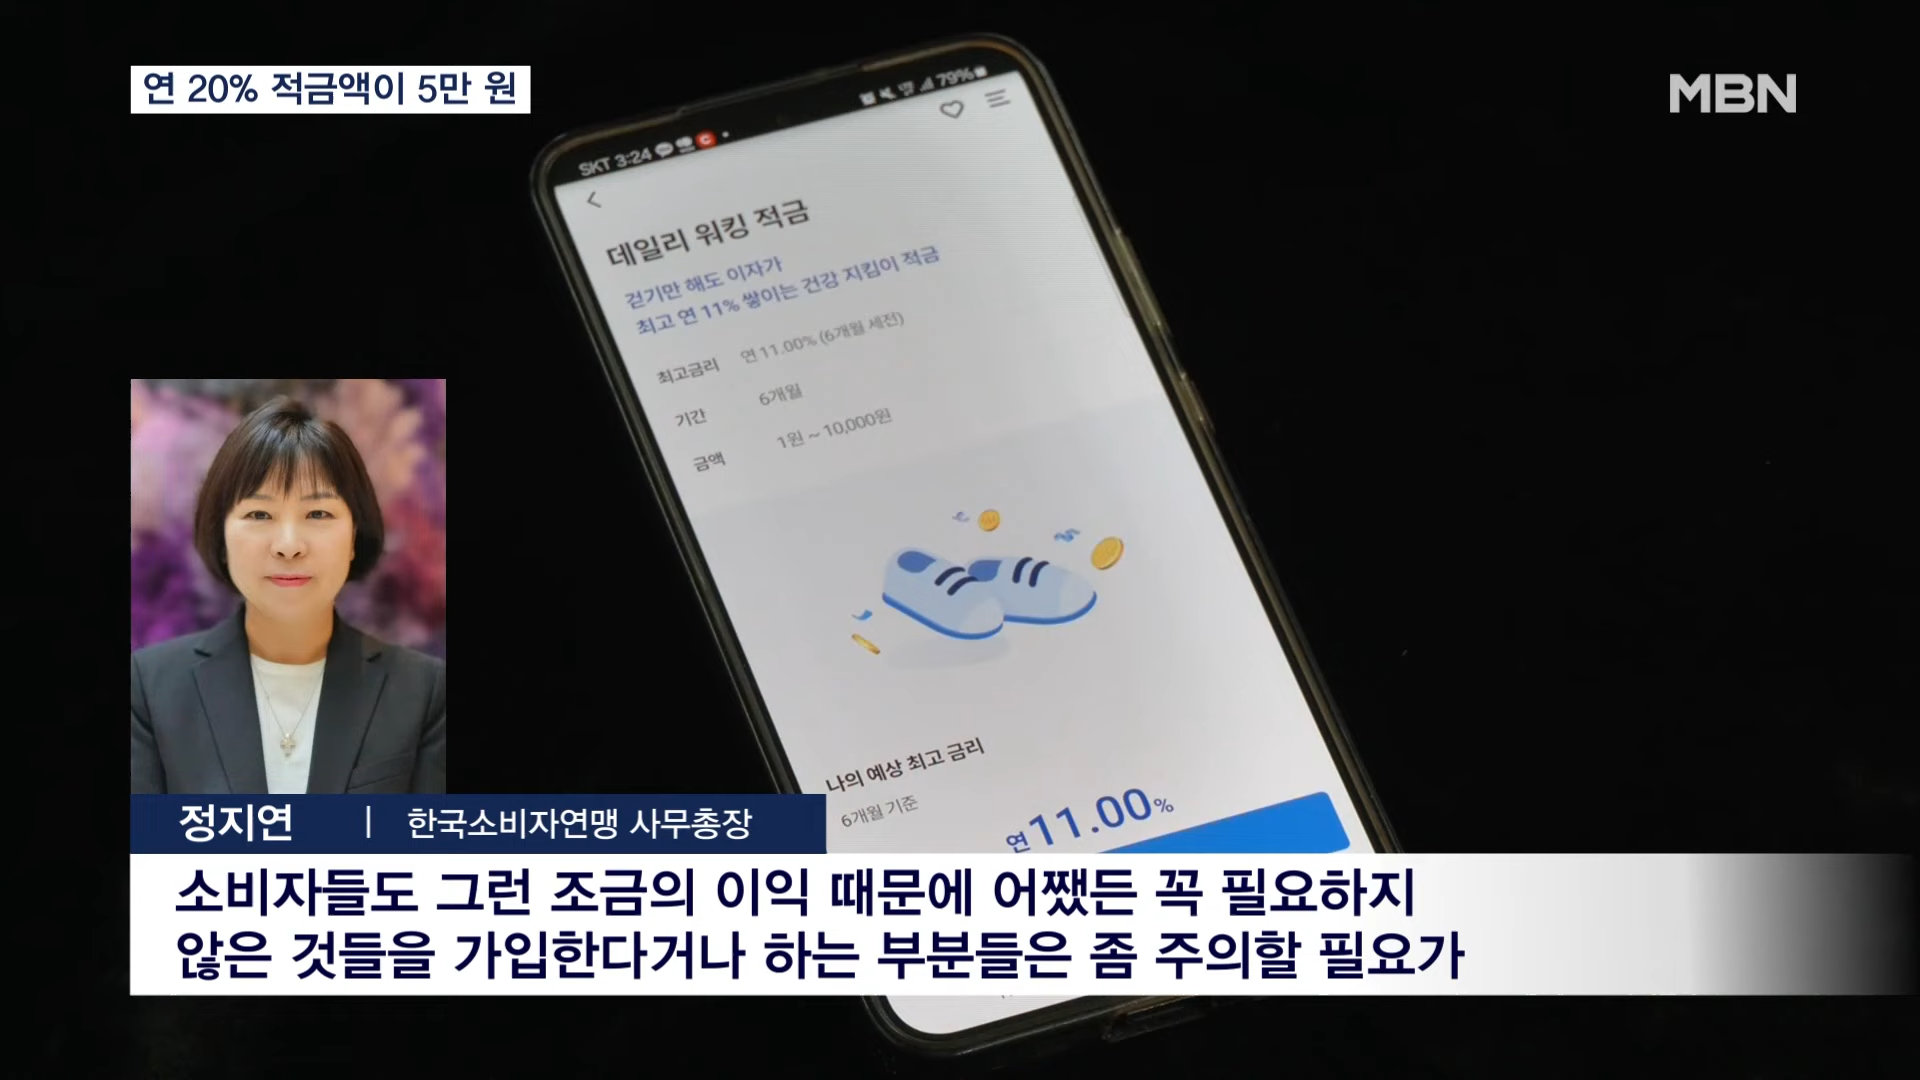 연 20% 적금액이 5만 원
MBN
SKT 3:24
79%
데일리 워킹 적금
걷기만 해도 이자가
최고 연 11% 쌓이는 건강 지킴이 적금
최고금리 연 11.00% (6개월 세전)
기간 6개월
금액 1원 ~ 10,000원
나의 예상 최고 금리
6개월 기준
연 11.00%
정지연 | 한국소비자연맹 사무총장
소비자들도 그런 조금의 이익 때문에 어쨌든 꼭 필요하지
않은 것들을 가입한다거나 하는 부분들은 좀 주의할 필요가